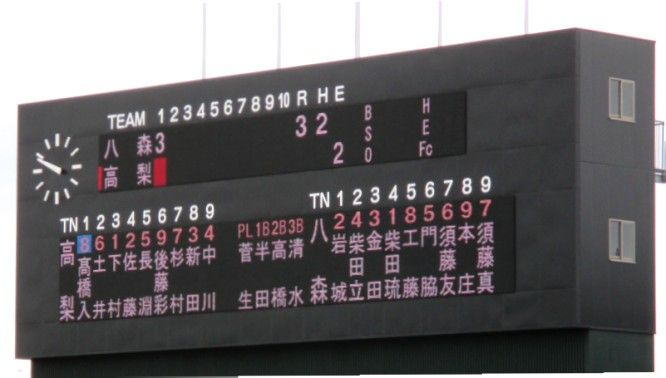 TEAM 1 2 3 4 5 6 7 8 9 10 R H E
八森 3 3 2 B H
高梨 S E
2 O Fc
TN 1 2 3 4 5 6 7 8 9
高梨 8 6 1 2 5 9 7 3 4
高橋入 土井 下村 佐藤 長淵 後藤彩 杉村 新田 中川
PL 1B 2B 3B
菅生 半田 高橋 清水
TN 1 2 3 4 5 6 7 8 9
八森 2 4 3 1 8 5 6 9 7
岩城 柴田立 金田 柴田琉 工藤 門脇 須藤友 本庄 須藤真